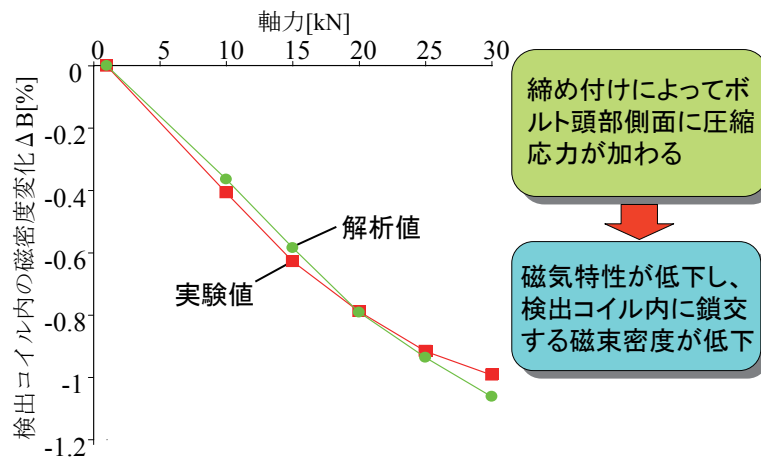 軸力[kN]
0 5 10 15 20 25 30
0
-0.2
-0.4
-0.6
-0.8
-1
-1.2
検出コイル内の磁密度変化ΔB[%]
解析値
実験値
締め付けによってボ
ルト頭部側面に圧縮
応力が加わる
磁気特性が低下し、
検出コイル内に鎖交
する磁束密度が低下